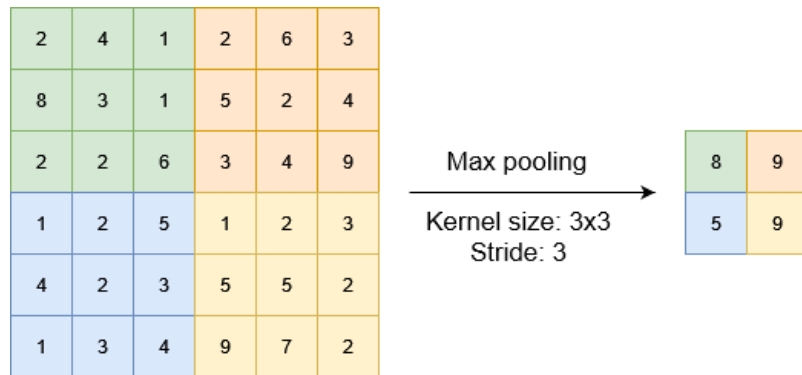 2 4 1 2 6 3
8 3 1 5 2 4
2 2 6 3 4 9
1 2 5 1 2 3
4 2 3 5 5 2
1 3 4 9 7 2
Max pooling
Kernel size: 3x3
Stride: 3
8 9
5 9